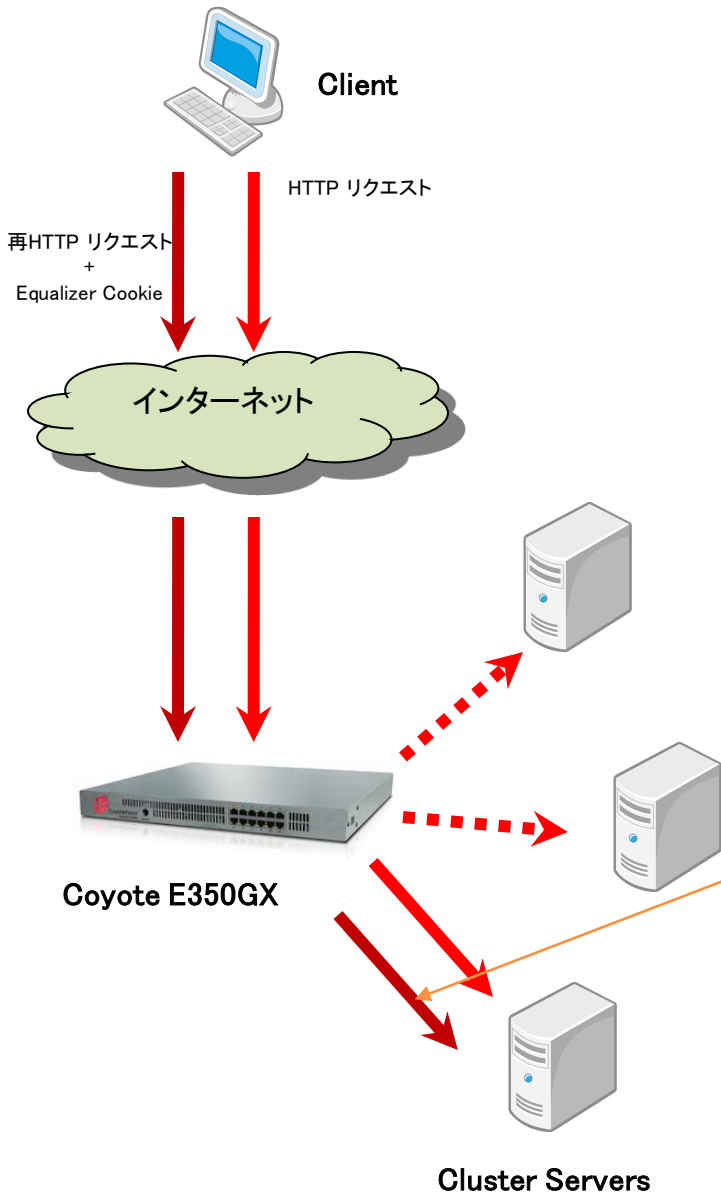 Client
HTTP リクエスト
再HTTP リクエスト
+
Equalizer Cookie
インターネット
CoyotePoint
Coyote E350GX
Cluster Servers